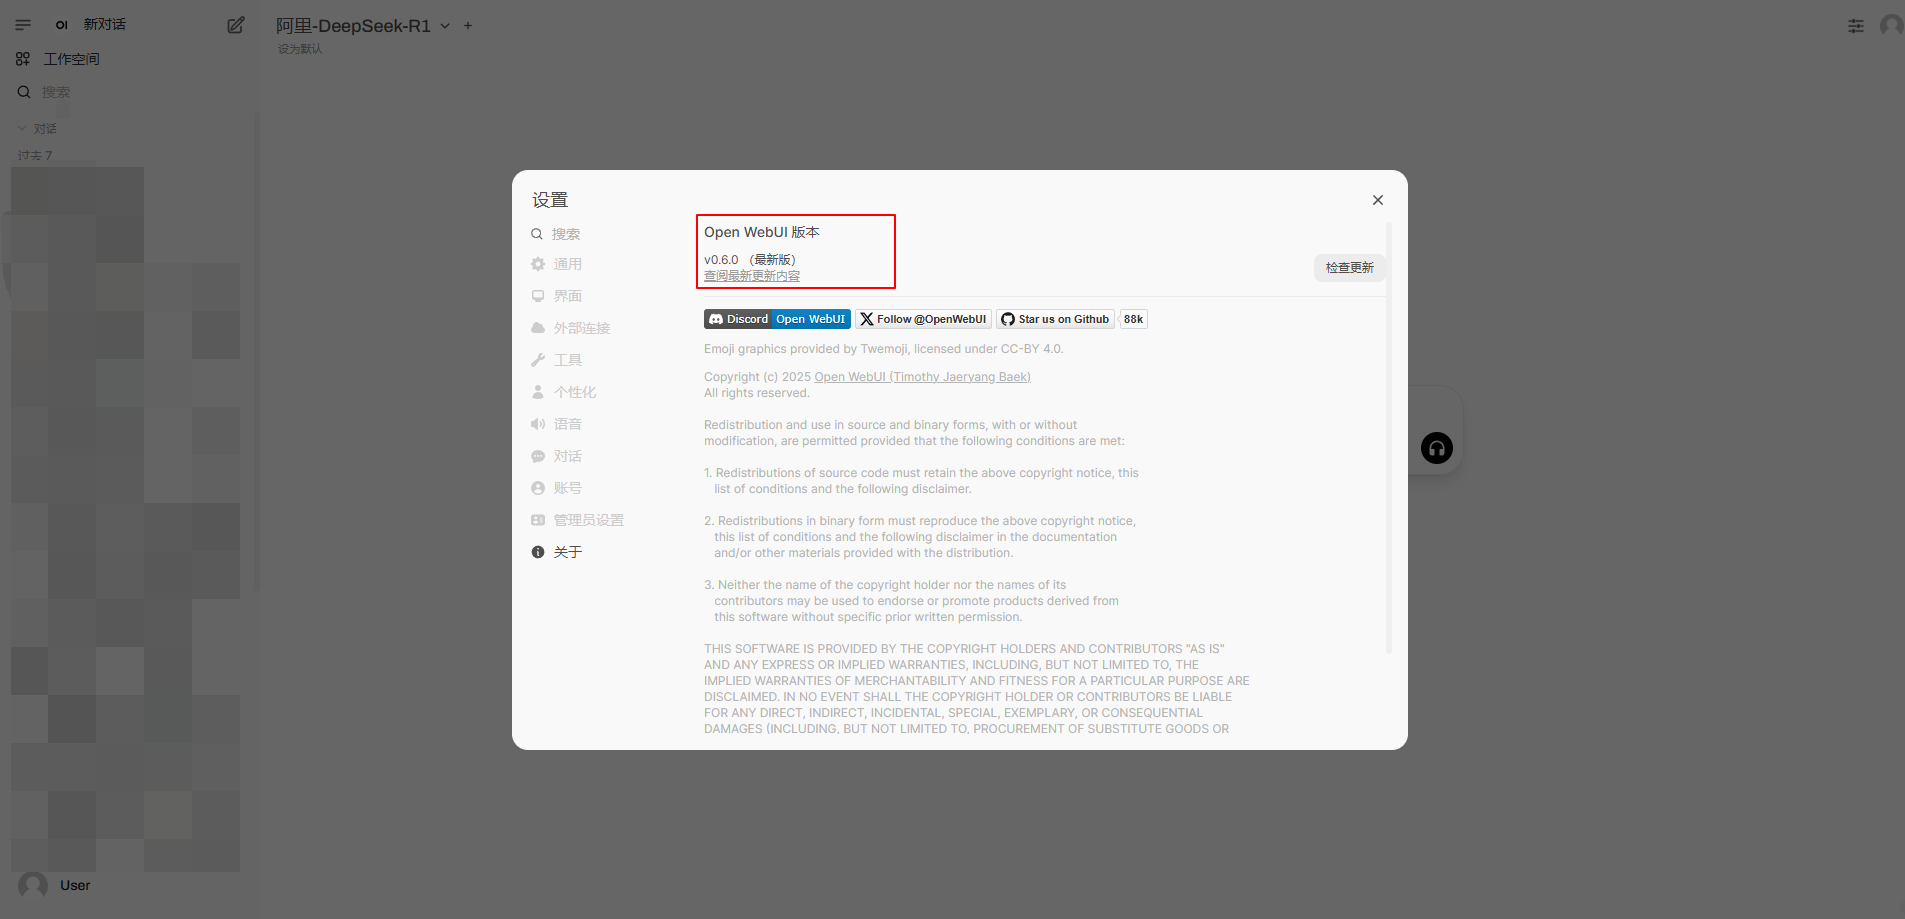 OI 新对话
工作空间
搜索
对话
过去 7
User
阿里-DeepSeek-R1
设为默认
设置
搜索
通用
界面
外部连接
工具
个性化
语音
对话
账号
管理员设置
关于
Open WebUI 版本
v0.6.0 （最新版）
查阅最新更新内容
检查更新
Discord Open WebUI Follow @OpenWebUI Star us on Github 88k
Emoji graphics provided by Twemoji, licensed under CC-BY 4.0.
Copyright (c) 2025 Open WebUI (Timothy Jaeryang Baek)
All rights reserved.
Redistribution and use in source and binary forms, with or without
modification, are permitted provided that the following conditions are met:
1. Redistributions of source code must retain the above copyright notice, this
list of conditions and the following disclaimer.
2. Redistributions in binary form must reproduce the above copyright notice,
this list of conditions and the following disclaimer in the documentation
and/or other materials provided with the distribution.
3. Neither the name of the copyright holder nor the names of its
contributors may be used to endorse or promote products derived from
this software without specific prior written permission.
THIS SOFTWARE IS PROVIDED BY THE COPYRIGHT HOLDERS AND CONTRIBUTORS "AS IS"
AND ANY EXPRESS OR IMPLIED WARRANTIES, INCLUDING, BUT NOT LIMITED TO, THE
IMPLIED WARRANTIES OF MERCHANTABILITY AND FITNESS FOR A PARTICULAR PURPOSE ARE
DISCLAIMED. IN NO EVENT SHALL THE COPYRIGHT HOLDER OR CONTRIBUTORS BE LIABLE
FOR ANY DIRECT, INDIRECT, INCIDENTAL, SPECIAL, EXEMPLARY, OR CONSEQUENTIAL
DAMAGES (INCLUDING, BUT NOT LIMITED TO, PROCUREMENT OF SUBSTITUTE GOODS OR